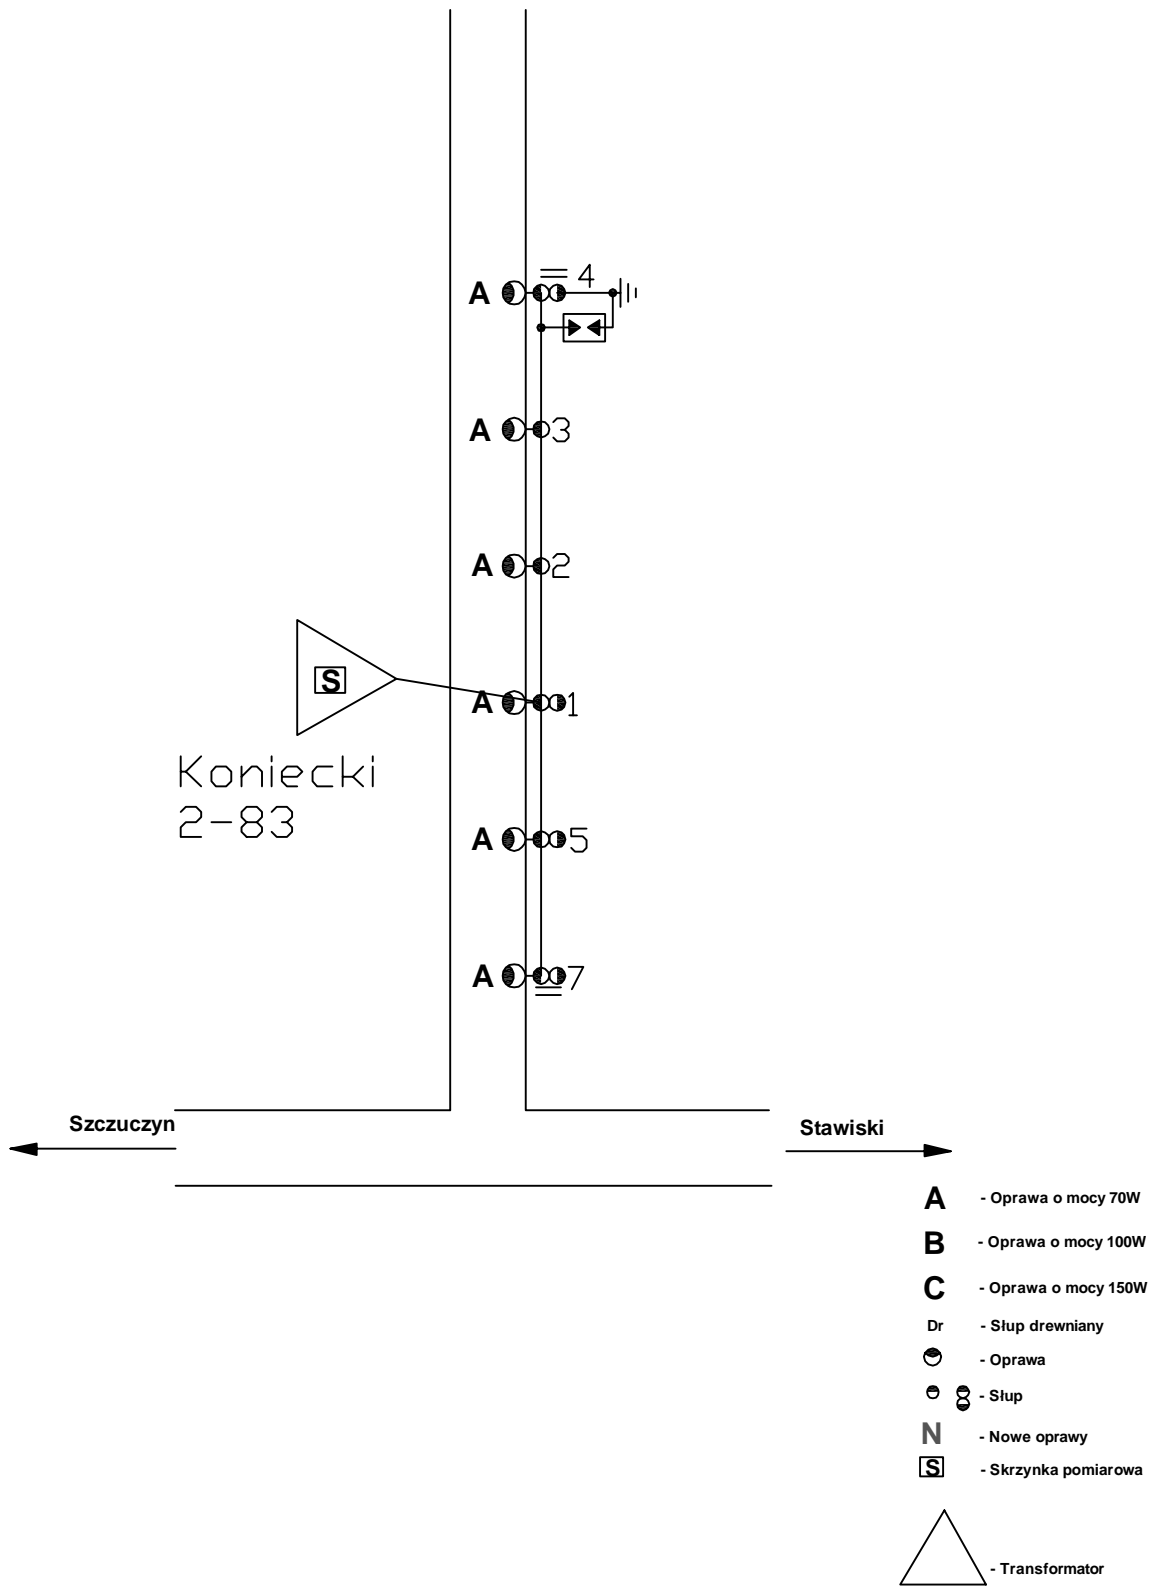 A 4
A 3
A 2
S
A 1
Koniecki
2-83
A 5
A 7
Szczuczyn
Stawiski
A - Oprawa o mocy 70W
B - Oprawa o mocy 100W
C - Oprawa o mocy 150W
Dr - Słup drewniany
- Oprawa
- Słup
N - Nowe oprawy
S - Skrzynka pomiarowa
- Transformator